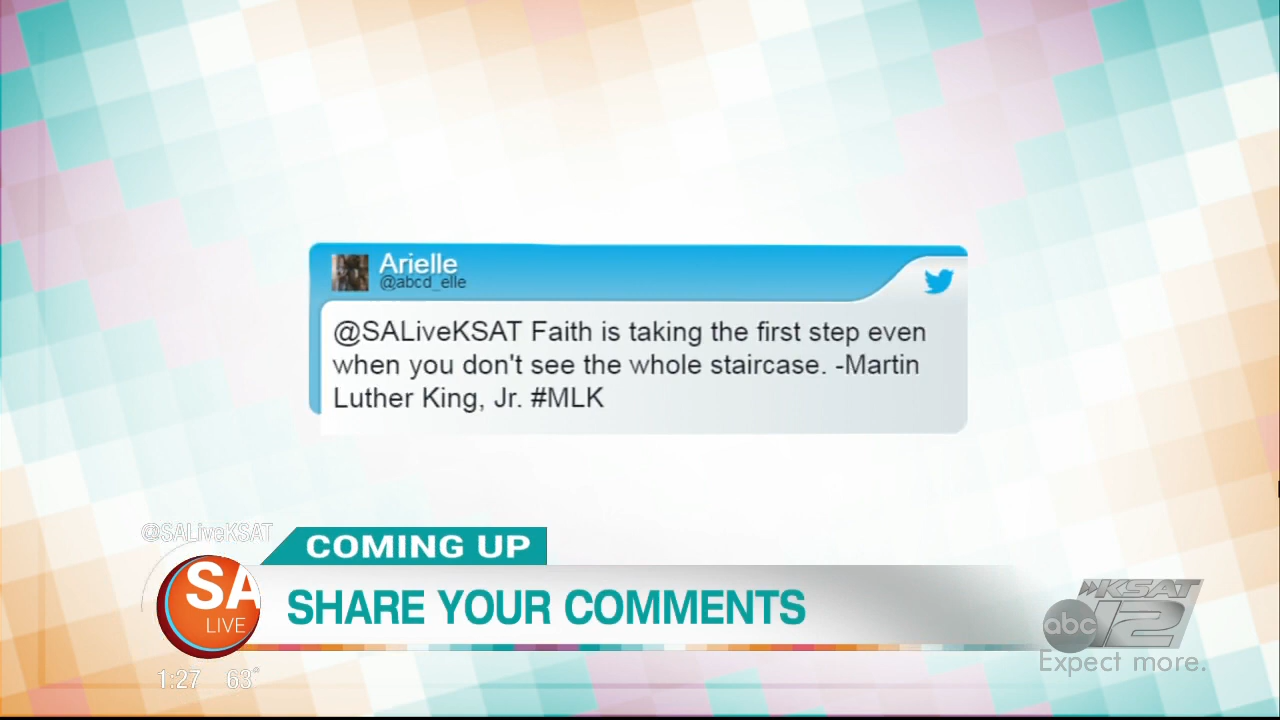 Arielle
@abcd_elle
@SALiveKSAT Faith is taking the first step even
when you don't see the whole staircase. -Martin
Luther King, Jr. #MLK
@SALiveKSAT
COMING UP
SA
LIVE
SHARE YOUR COMMENTS
KSAT
abc 12
Expect more.
1:27 63°